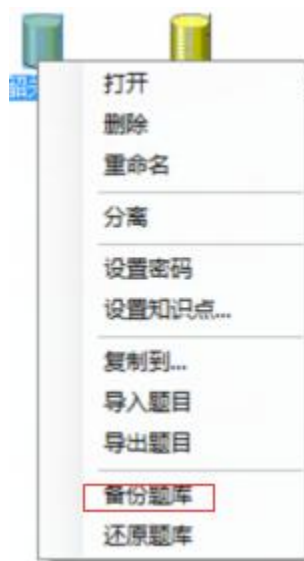 打开
删除
重命名
分离
设置密码
设置知识点...
复制到...
导入题目
导出题目
备份题库
还原题库